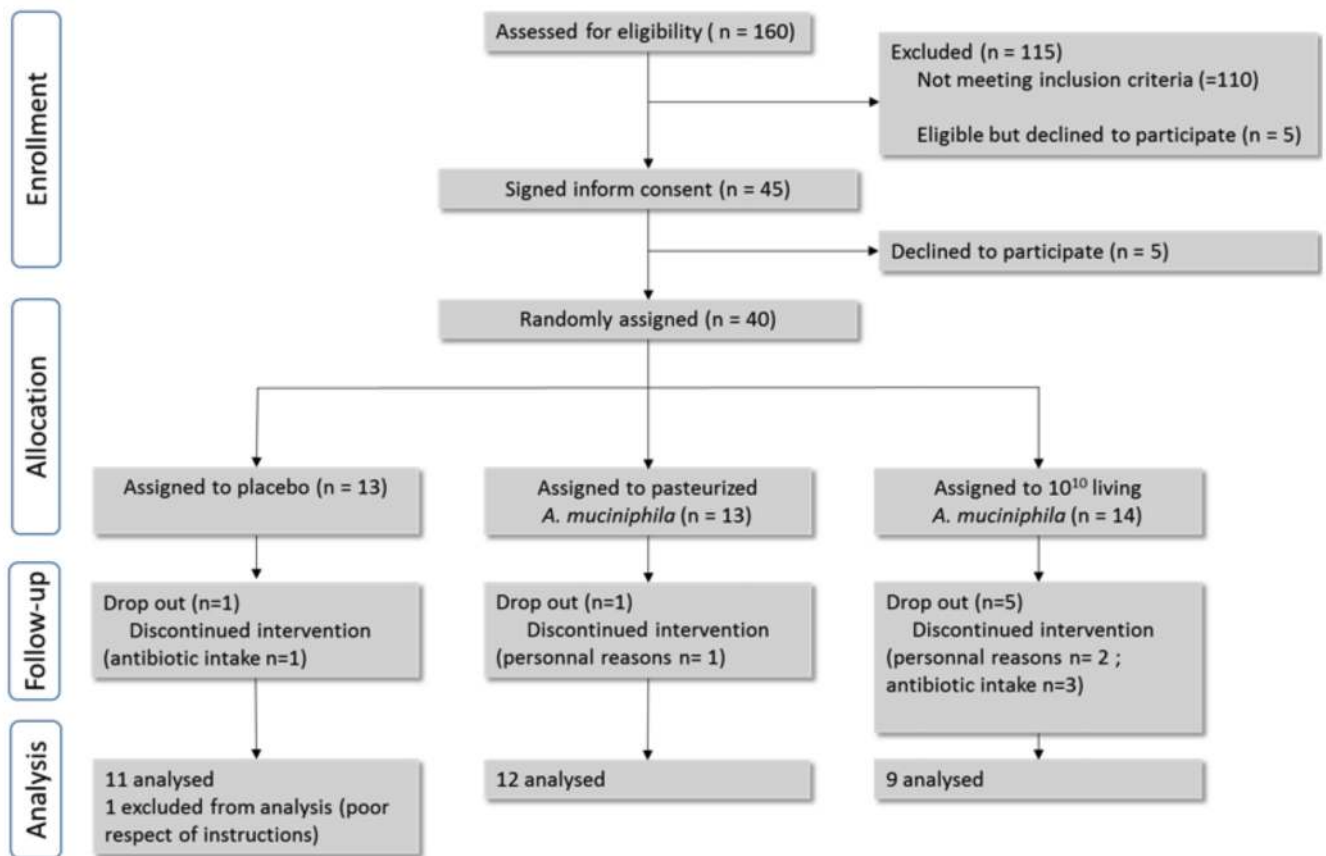 Enrollment
Assessed for eligibility ( n = 160)
Excluded (n = 115)
Not meeting inclusion criteria (=110)
Eligible but declined to participate (n = 5)
Signed inform consent (n = 45)
Declined to participate (n = 5)
Allocation
Randomly assigned (n = 40)
Assigned to placebo (n = 13)
Assigned to pasteurized
A. muciniphila (n = 13)
Assigned to 10¹⁰ living
A. muciniphila (n = 14)
Follow-up
Drop out (n=1)
Discontinued intervention
(antibiotic intake n=1)
Drop out (n=1)
Discontinued intervention
(personnal reasons n= 1)
Drop out (n=5)
Discontinued intervention
(personnal reasons n= 2 ;
antibiotic intake n=3)
Analysis
11 analysed
1 excluded from analysis (poor
respect of instructions)
12 analysed
9 analysed